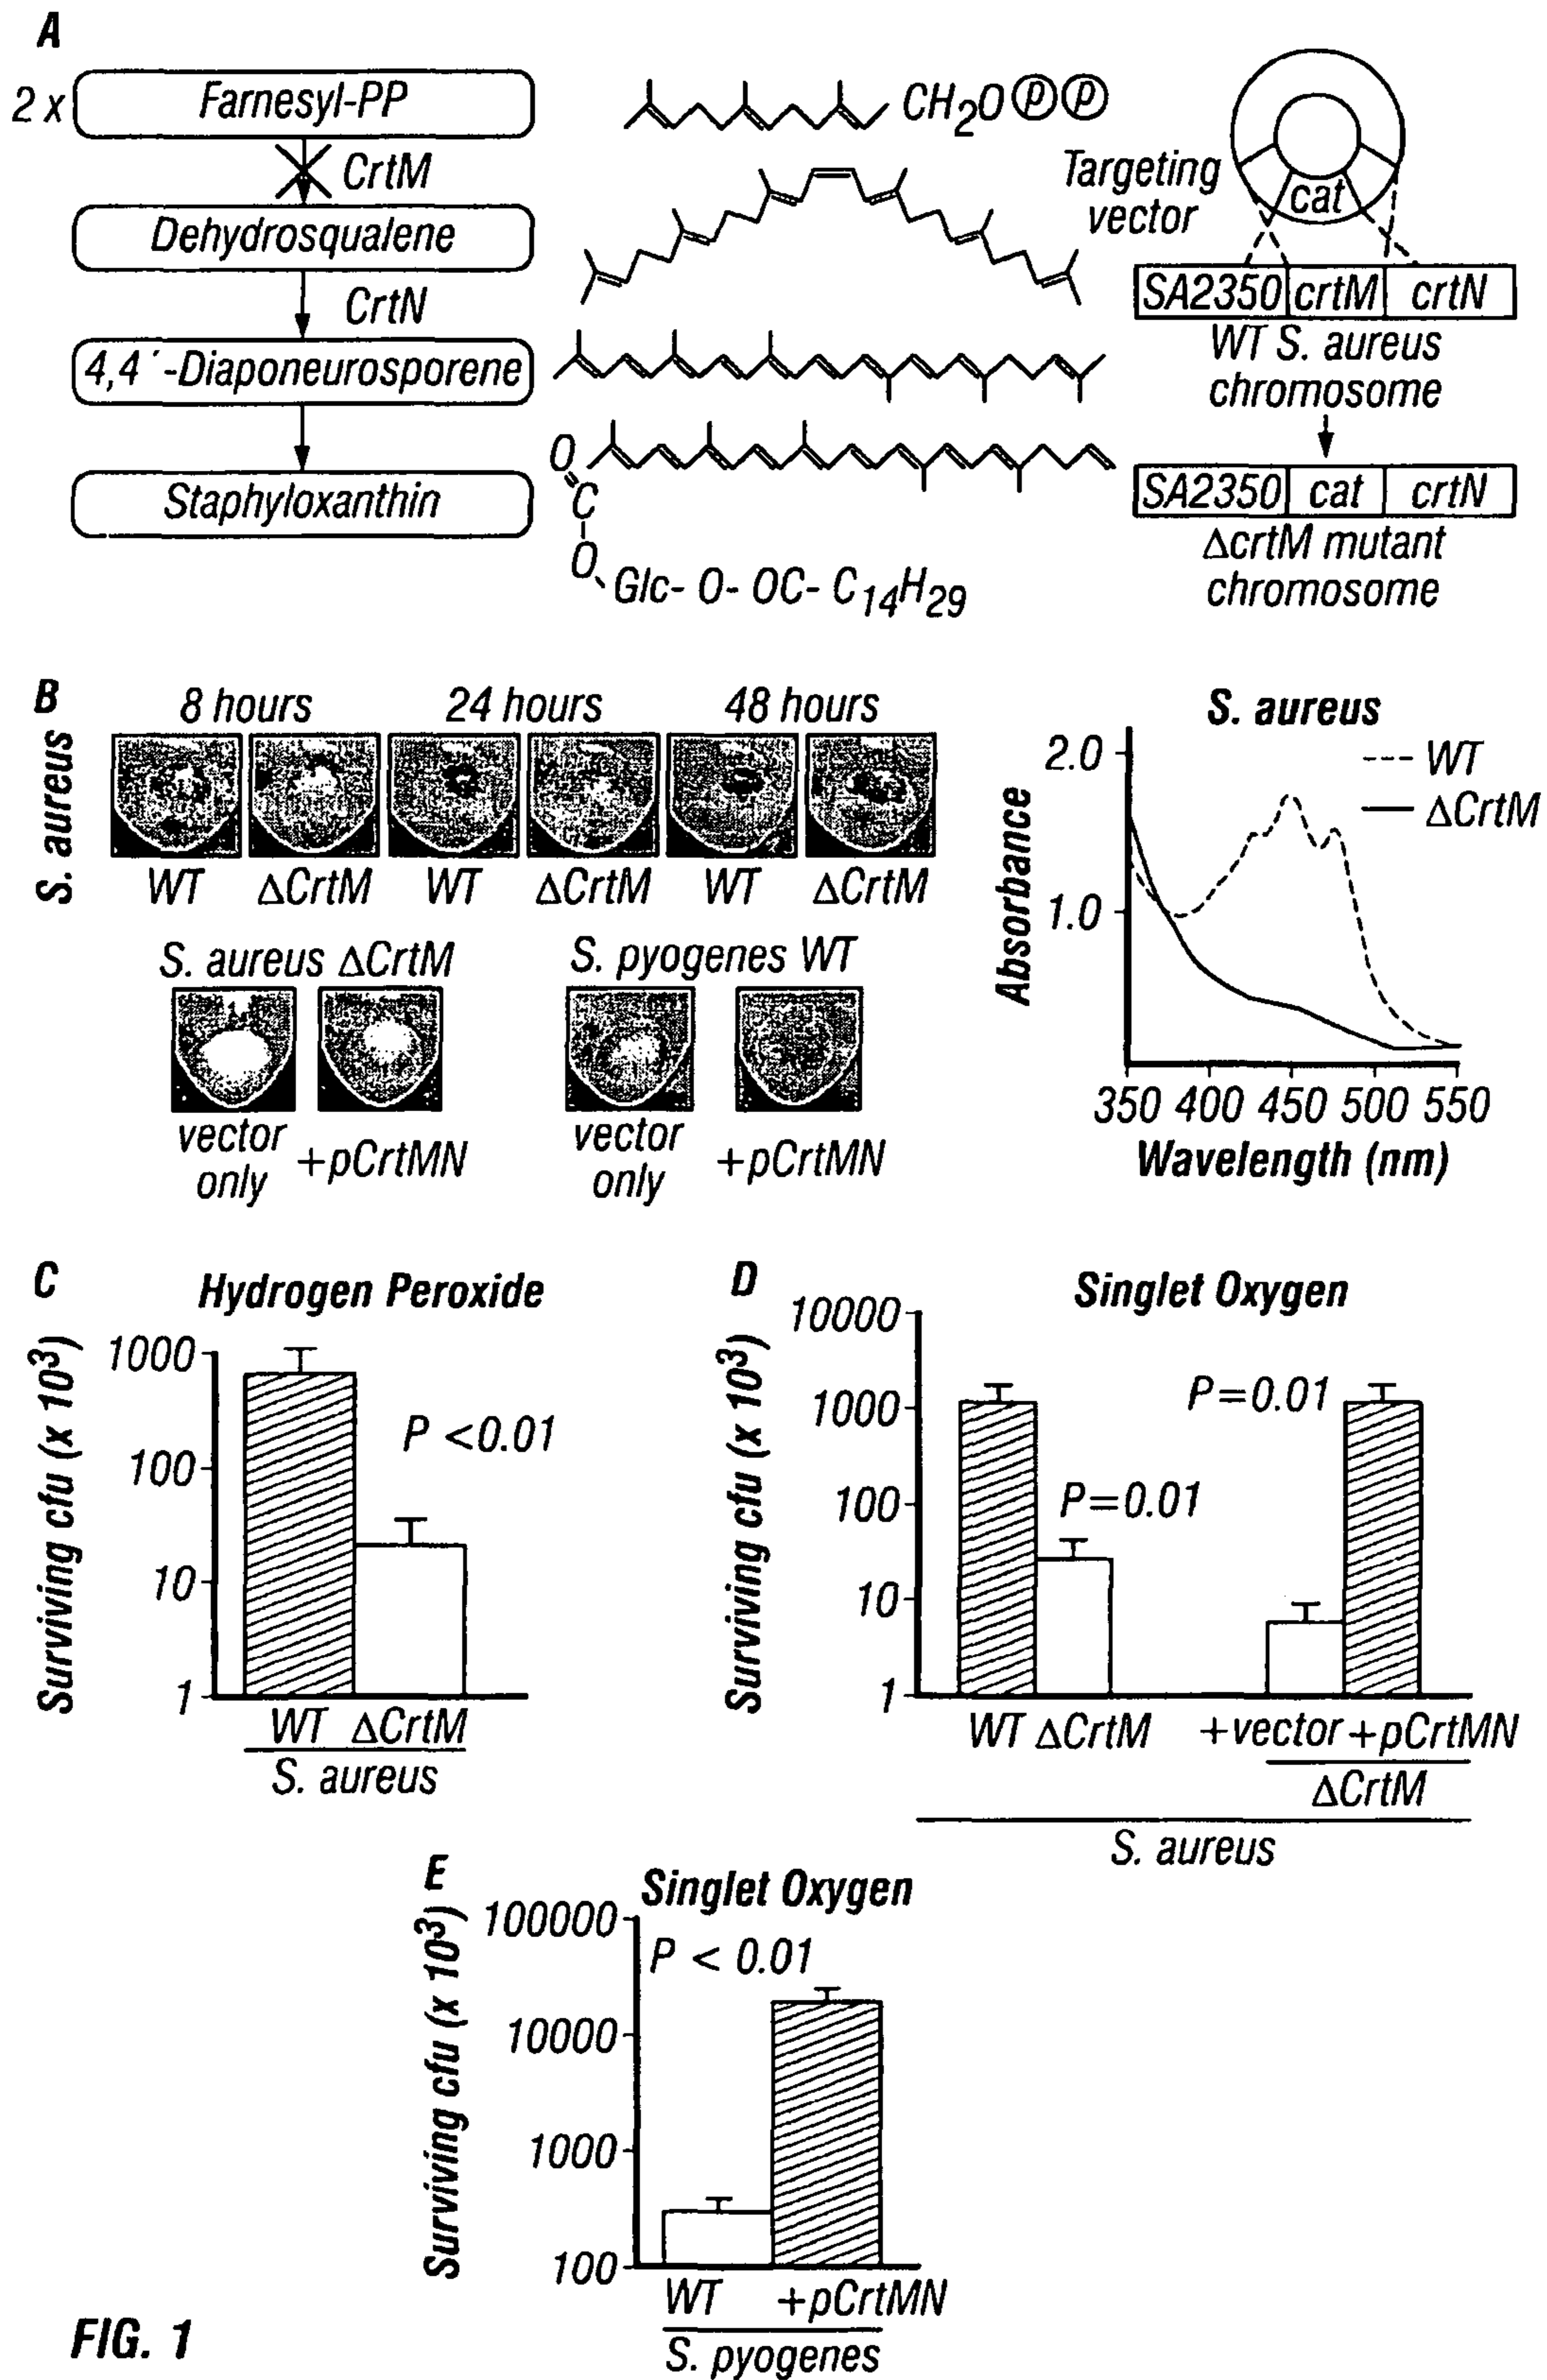 A
2 x Farnesyl-PP
CrtM
Dehydrosqualene
CrtN
4,4´-Diaponeurosporene
Staphyloxanthin
CH2O p p
O
C
O
Glc- O- OC- C14H29
Targeting
vector
cat
SA2350 crtM crtN
WT S. aureus
chromosome
SA2350 cat crtN
ΔcrtM mutant
chromosome
B
8 hours 24 hours 48 hours
S. aureus
WT ΔCrtM WT ΔCrtM WT ΔCrtM
S. aureus ΔCrtM S. pyogenes WT
vector
only
+pCrtMN
vector
only
+pCrtMN
S. aureus
WT
ΔCrtM
Absorbance
2.0
1.0
350 400 450 500 550
Wavelength (nm)
C
Hydrogen Peroxide
Surviving cfu (x 10³)
1000
100
10
1
P <0.01
WT ΔCrtM
S. aureus
D
Singlet Oxygen
Surviving cfu (x 10³)
10000
1000
100
10
1
P=0.01
P=0.01
WT ΔCrtM +vector +pCrtMN
ΔCrtM
S. aureus
E
Singlet Oxygen
Surviving cfu (x 10³)
100000
10000
1000
100
P < 0.01
WT +pCrtMN
S. pyogenes
FIG. 1